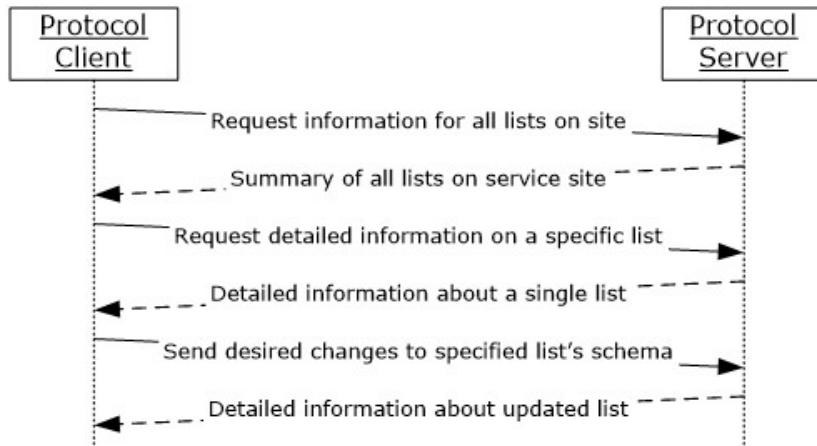 Protocol
Client
Protocol
Server
Request information for all lists on site
Summary of all lists on service site
Request detailed information on a specific list
Detailed information about a single list
Send desired changes to specified list's schema
Detailed information about updated list